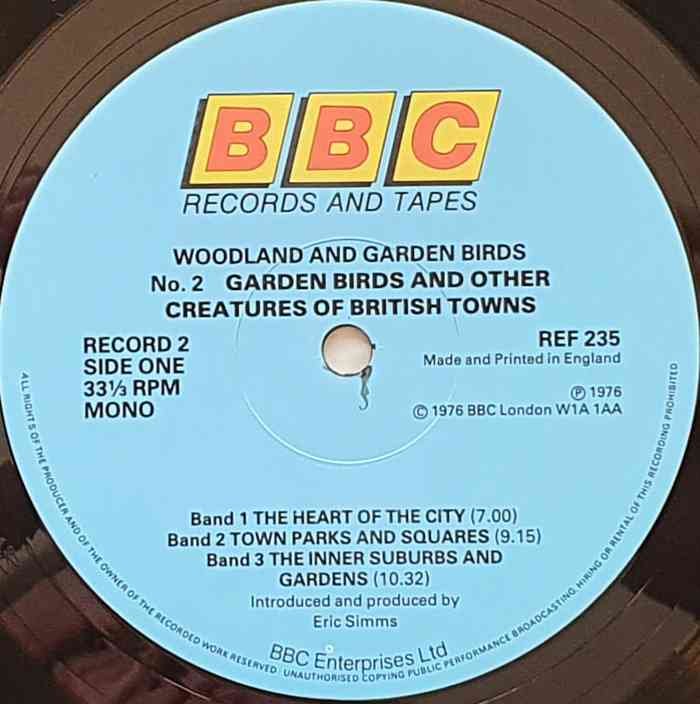 BBC
RECORDS AND TAPES
WOODLAND AND GARDEN BIRDS
No. 2 GARDEN BIRDS AND OTHER
CREATURES OF BRITISH TOWNS
RECORD 2
SIDE ONE
33⅓ RPM
MONO
REF 235
Made and Printed in England
℗ 1976
© 1976 BBC London W1A 1AA
Band 1 THE HEART OF THE CITY (7.00)
Band 2 TOWN PARKS AND SQUARES (9.15)
Band 3 THE INNER SUBURBS AND
GARDENS (10.32)
Introduced and produced by
Eric Simms
BBC Enterprises Ltd
ALL RIGHTS OF THE PRODUCER AND OF THE OWNER OF THE RECORDED WORK RESERVED UNAUTHORISED COPYING PUBLIC PERFORMANCE BROADCASTING, HIRING OR RENTAL OF THIS RECORDING PROHIBITED